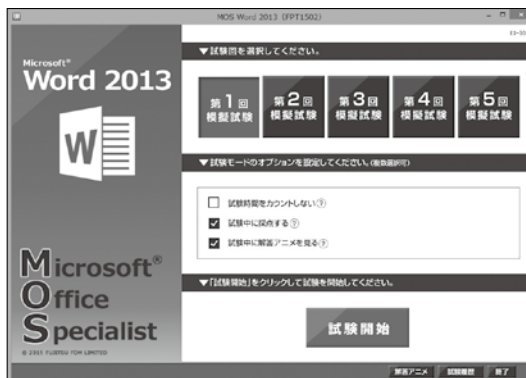 MOS Word 2013 (FPT1502)
▼試験回を選択してください。
Microsoft®
Word 2013
第1回
模擬試験
第2回
模擬試験
第3回
模擬試験
第4回
模擬試験
第5回
模擬試験
W
▼試験モードのオプションを設定してください。(複数選択可)
試験時間をカウントしない?
試験中に採点する?
試験中に解答アニメを見る?
Microsoft®
Office
Specialist
▼「試験開始」をクリックして試験を開始してください。
試験開始
© 2015 FUJITSU FOM LIMITED
解答アニメ 試験履歴 終了